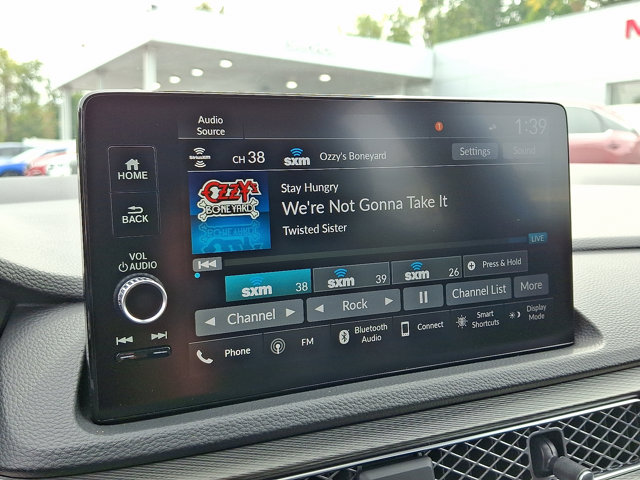 N
Audio
Source
1:39
SiriusXM
CH 38
sxm
Ozzy's Boneyard
Settings
Sound
HOME
BACK
VOL
AUDIO
OZZY'S
BONEYARD
Stay Hungry
We're Not Gonna Take It
Twisted Sister
LIVE
sxm 38
sxm 39
sxm 26
Press & Hold
Channel
Rock
Channel List
More
Phone
FM
Bluetooth
Audio
Connect
Smart
Shortcuts
Display
Mode